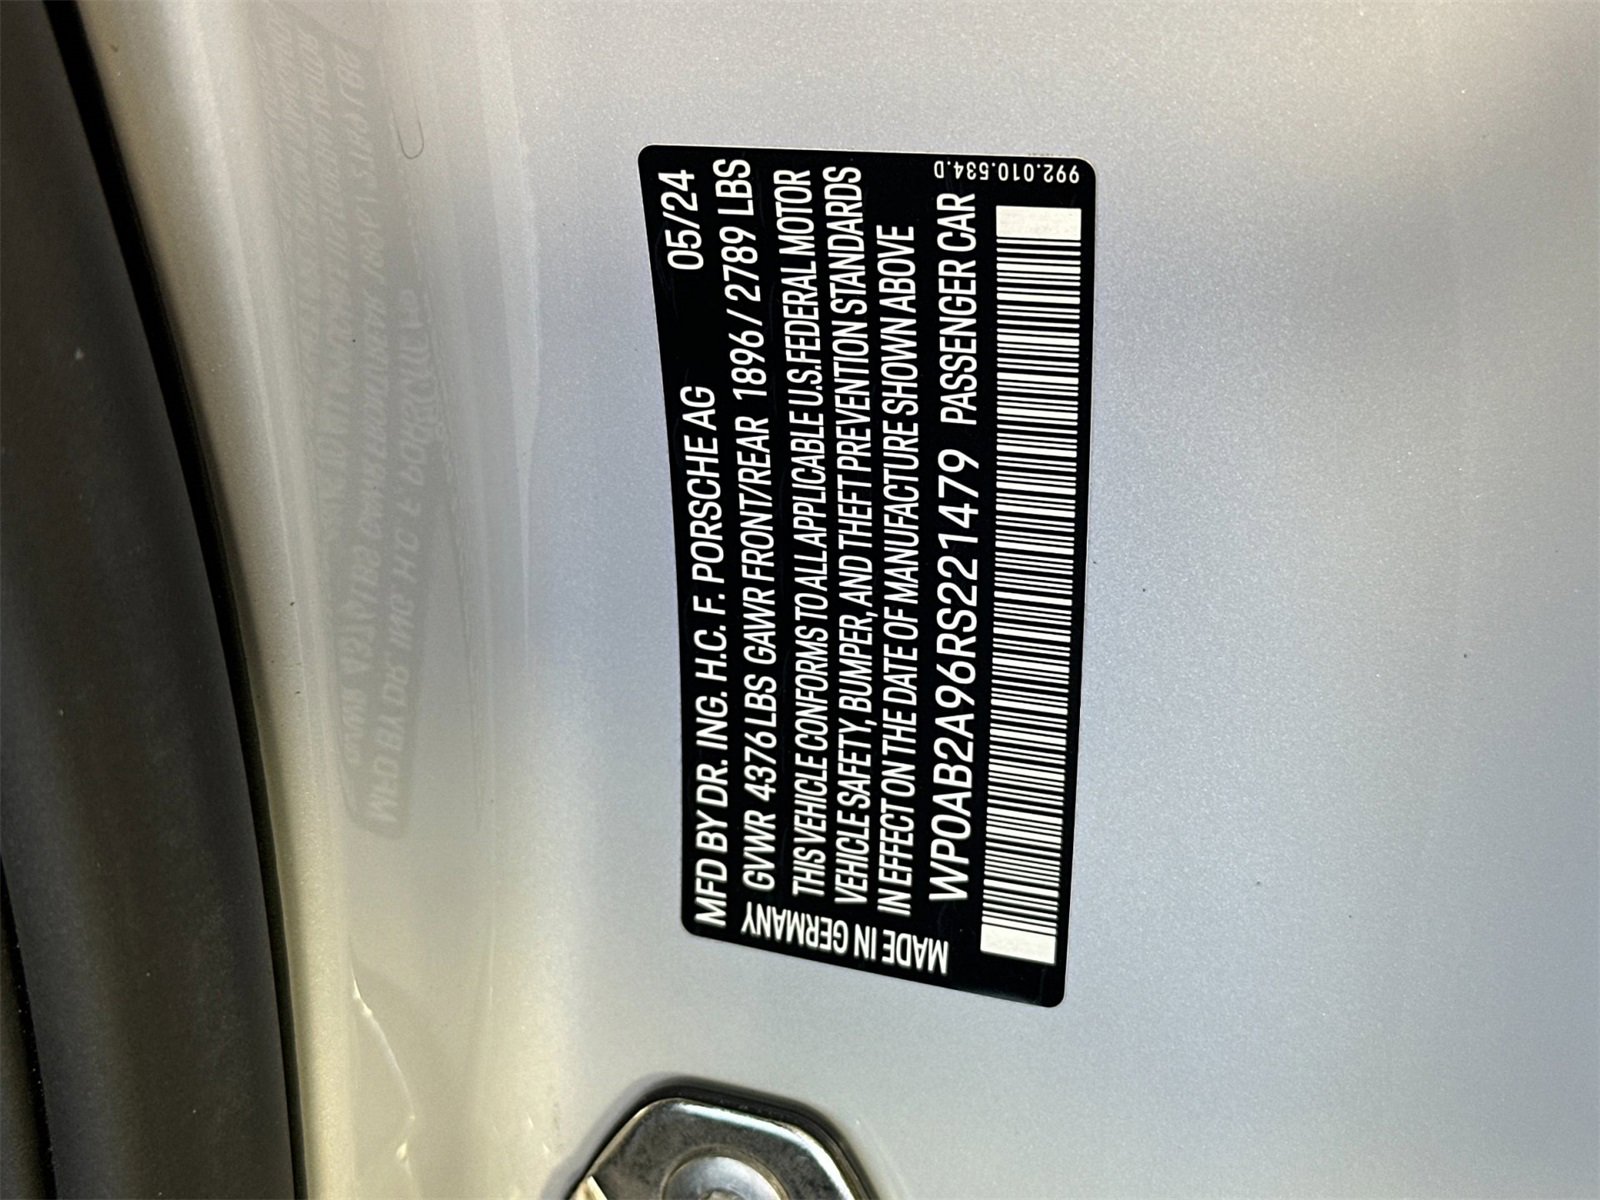 MFD BY DR. ING. H.C. F. PORSCHE AG 05/24
GVWR 4376 LBS GAWR FRONT/REAR 1896 / 2789 LBS
THIS VEHICLE CONFORMS TO ALL APPLICABLE U.S. FEDERAL MOTOR
VEHICLE SAFETY, BUMPER, AND THEFT PREVENTION STANDARDS
IN EFFECT ON THE DATE OF MANUFACTURE SHOWN ABOVE
WP0AB2A96RS221479 PASSENGER CAR
MADE IN GERMANY
992.010.534.D